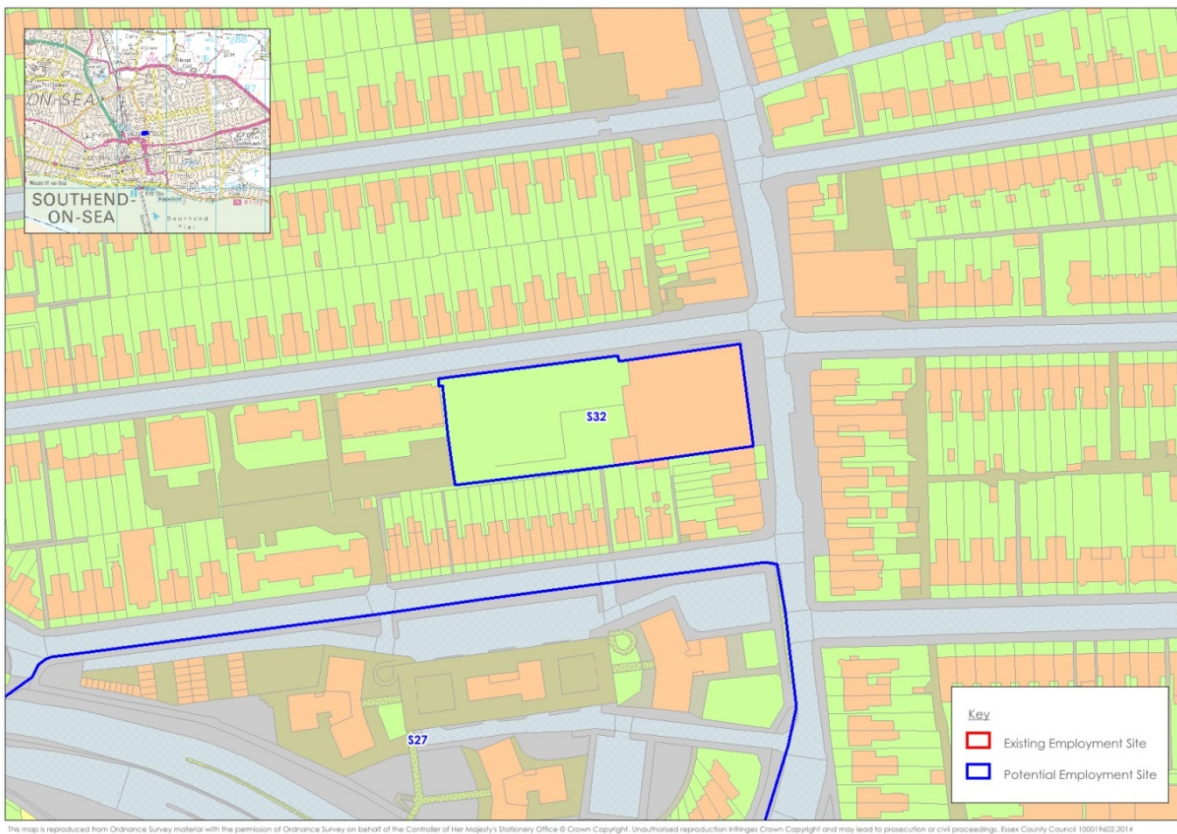 ON-SEA
SOUTHEND-
ON-SEA
S32
S27
Key
Existing Employment Site
Potential Employment Site
This map is reproduced from Ordnance Survey material with the permission of Ordnance Survey on behalf of the Controller of Her Majesty's Stationery Office © Crown Copyright. Unauthorised reproduction infringes Crown Copyright and may lead to prosecution or civil proceedings. Essex County Council 100019602,2014